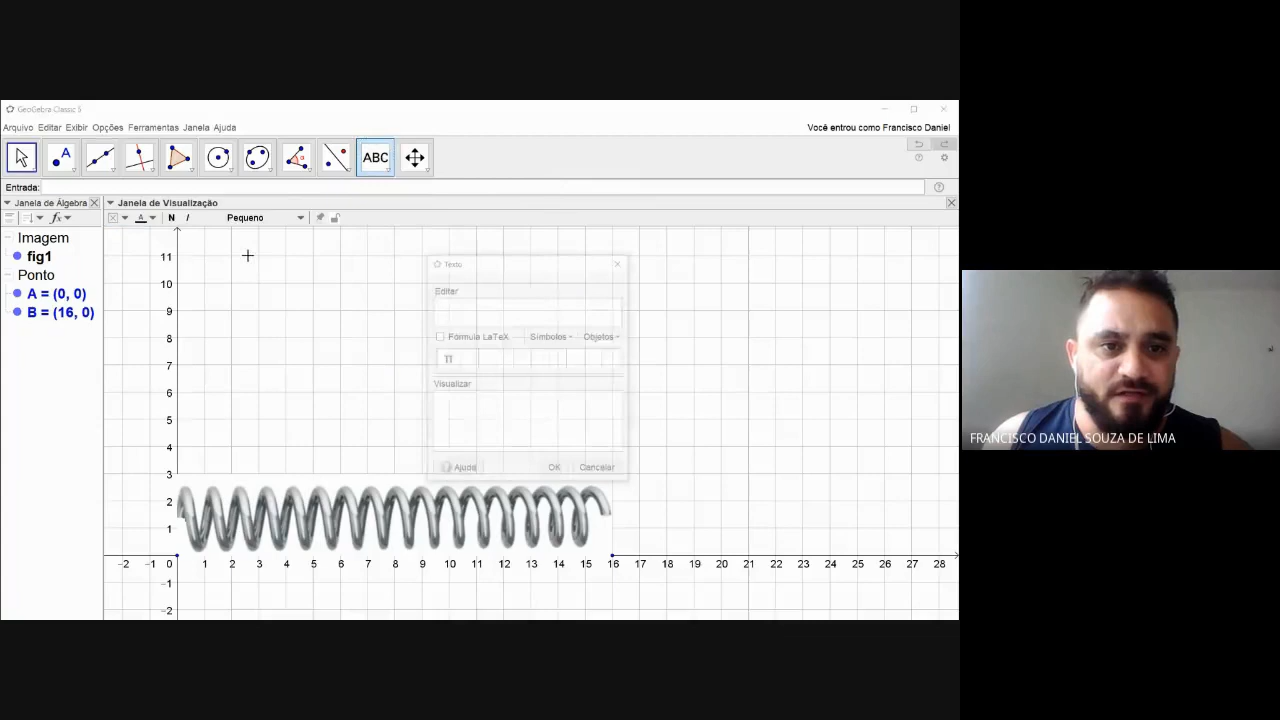 GeoGebra Classic 5
Arquivo Editar Exibir Opções Ferramentas Janela Ajuda
Você entrou como Francisco Daniel
A
α
ABC
Entrada:
Janela de Álgebra
Janela de Visualização
fx
A
N I Pequeno
Imagem
fig1
Ponto
A = (0, 0)
B = (16, 0)
Texto
Editar
Fórmula LaTeX Símbolos Objetos
Visualizar
Ajuda OK Cancelar
11
10
9
8
7
6
5
4
3
2
1
−2 −1 0 1 2 3 4 5 6 7 8 9 10 11 12 13 14 15 16 17 18 19 20 21 22 23 24 25 26 27 28
−1
−2
FRANCISCO DANIEL SOUZA DE LIMA